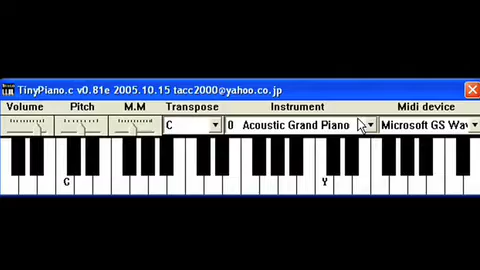 TinyPiano.c v0.81e 2005.10.15 tacc2000@yahoo.co.jp
Volume Pitch M.M Transpose Instrument Midi device
C 0 Acoustic Grand Piano Microsoft GS Wav
G Y